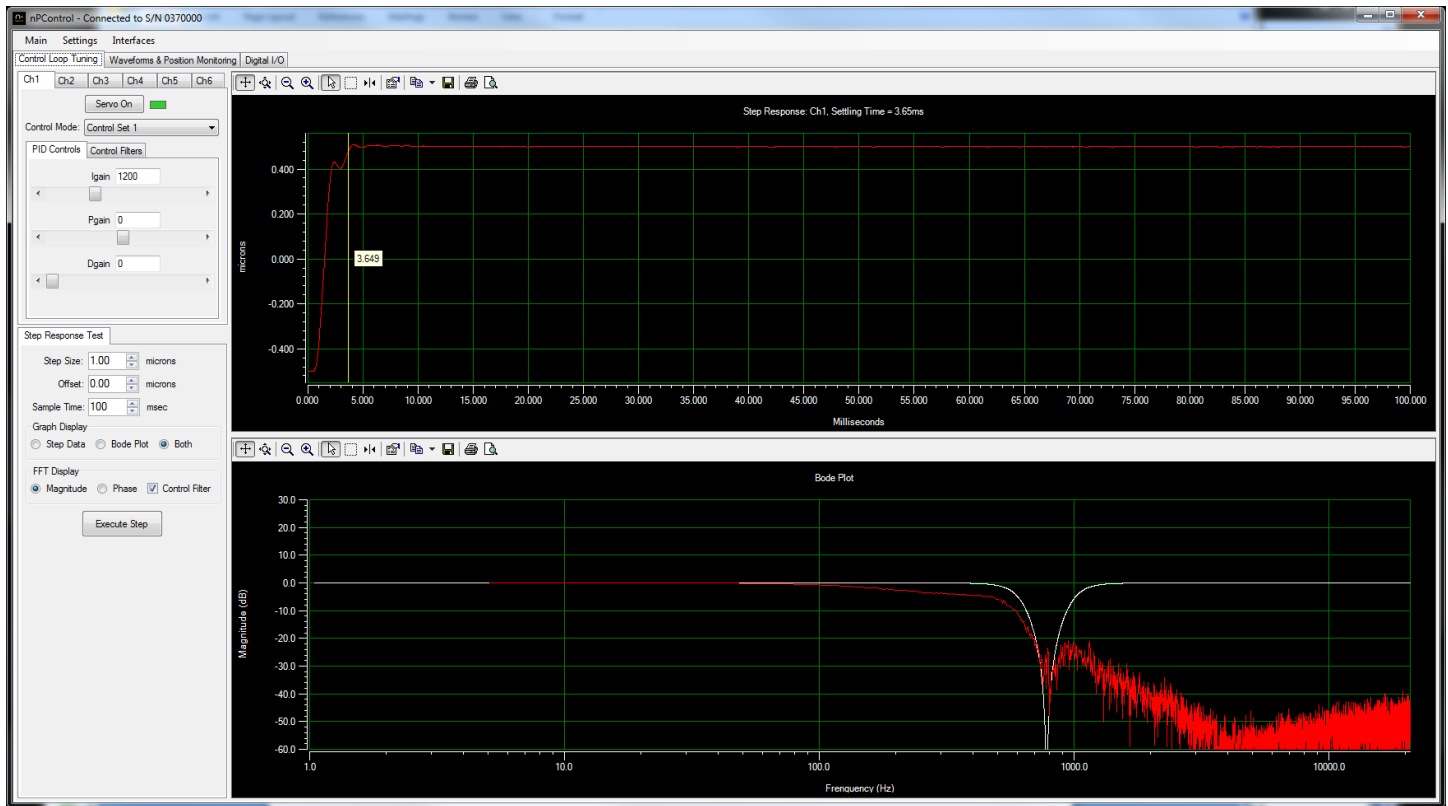 nPControl - Connected to S/N 0370000
Main Settings Interfaces
Control Loop Tuning Waveforms & Position Monitoring Digital I/O
Ch1 Ch2 Ch3 Ch4 Ch5 Ch6
Servo On
Control Mode: Control Set 1
PID Controls Control Filters
Igain 1200
Pgain 0
Dgain 0
Step Response Test
Step Size: 1.00 microns
Offset: 0.00 microns
Sample Time: 100 msec
Graph Display
Step Data Bode Plot Both
FFT Display
Magnitude Phase Control Filter
Execute Step
Step Response: Ch1, Settling Time = 3.65ms
microns
0.400
0.200
0.000
-0.200
-0.400
3.649
0.000 5.000 10.000 15.000 20.000 25.000 30.000 35.000 40.000 45.000 50.000 55.000 60.000 65.000 70.000 75.000 80.000 85.000 90.000 95.000 100.000
Milliseconds
Bode Plot
Magnitude (dB)
30.0
20.0
10.0
0.0
-10.0
-20.0
-30.0
-40.0
-50.0
-60.0
1.0 10.0 100.0 1000.0 10000.0
Frenquency (Hz)